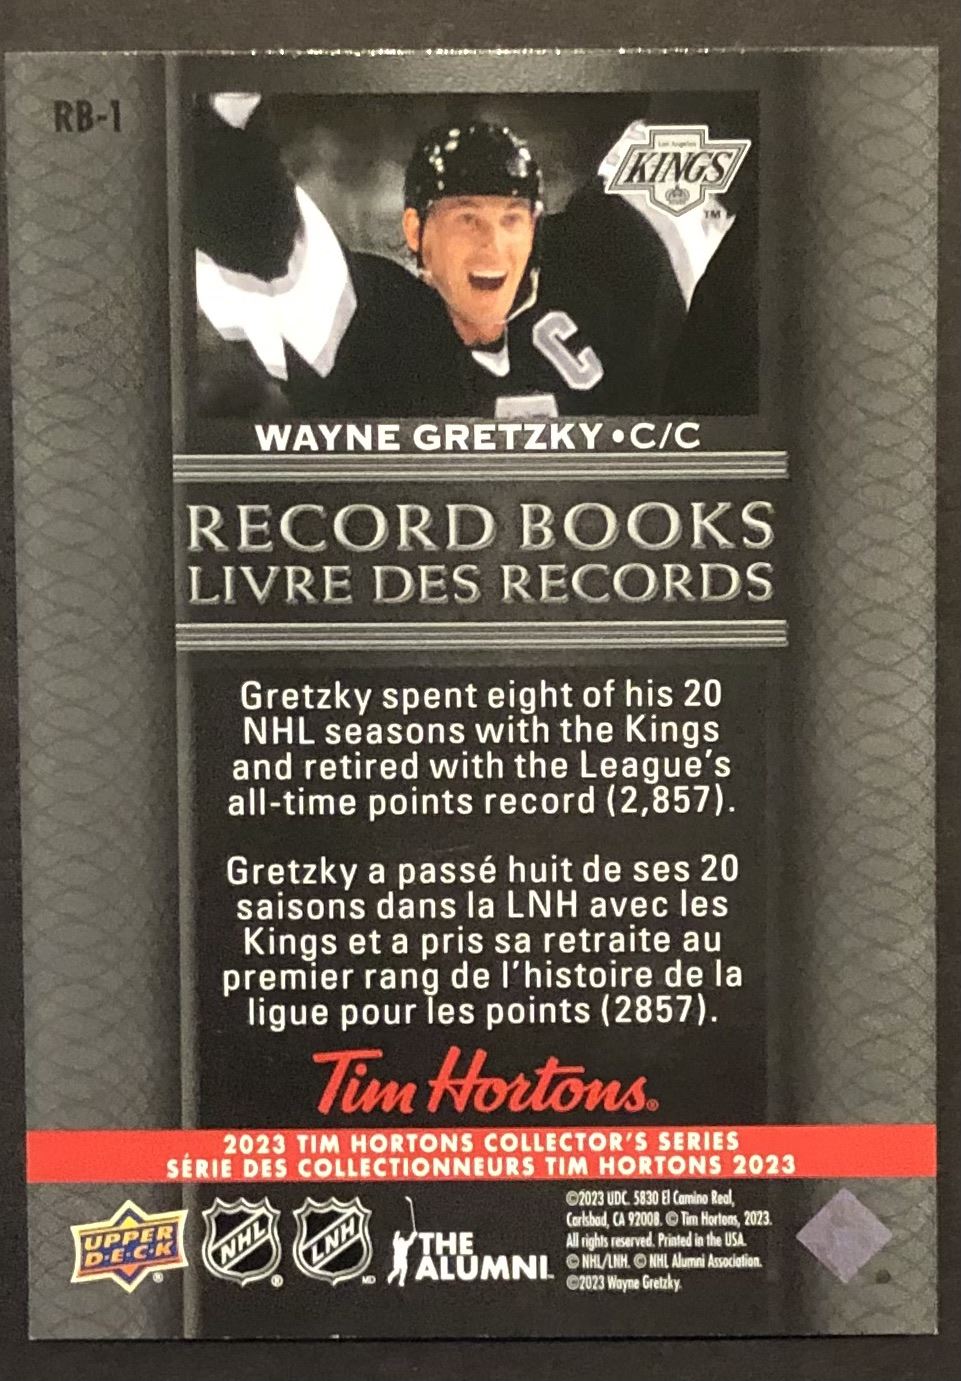 RB-1
Los Angeles
KINGS
TM
C
WAYNE GRETZKY • C/C
RECORD BOOKS
LIVRE DES RECORDS
Gretzky spent eight of his 20
NHL seasons with the Kings
and retired with the League's
all-time points record (2,857).
Gretzky a passé huit de ses 20
saisons dans la LNH avec les
Kings et a pris sa retraite au
premier rang de l'histoire de la
ligue pour les points (2857).
Tim Hortons®
2023 TIM HORTONS COLLECTOR'S SERIES
SÉRIE DES COLLECTIONNEURS TIM HORTONS 2023
UPPER
D·E·C·K
®
NHL
®
LNH
MD
THE
ALUMNI
©2023 UDC. 5830 El Camino Real,
Carlsbad, CA 92008. © Tim Hortons, 2023.
All rights reserved. Printed in the USA.
© NHL/LNH. © NHL Alumni Association.
©2023 Wayne Gretzky.